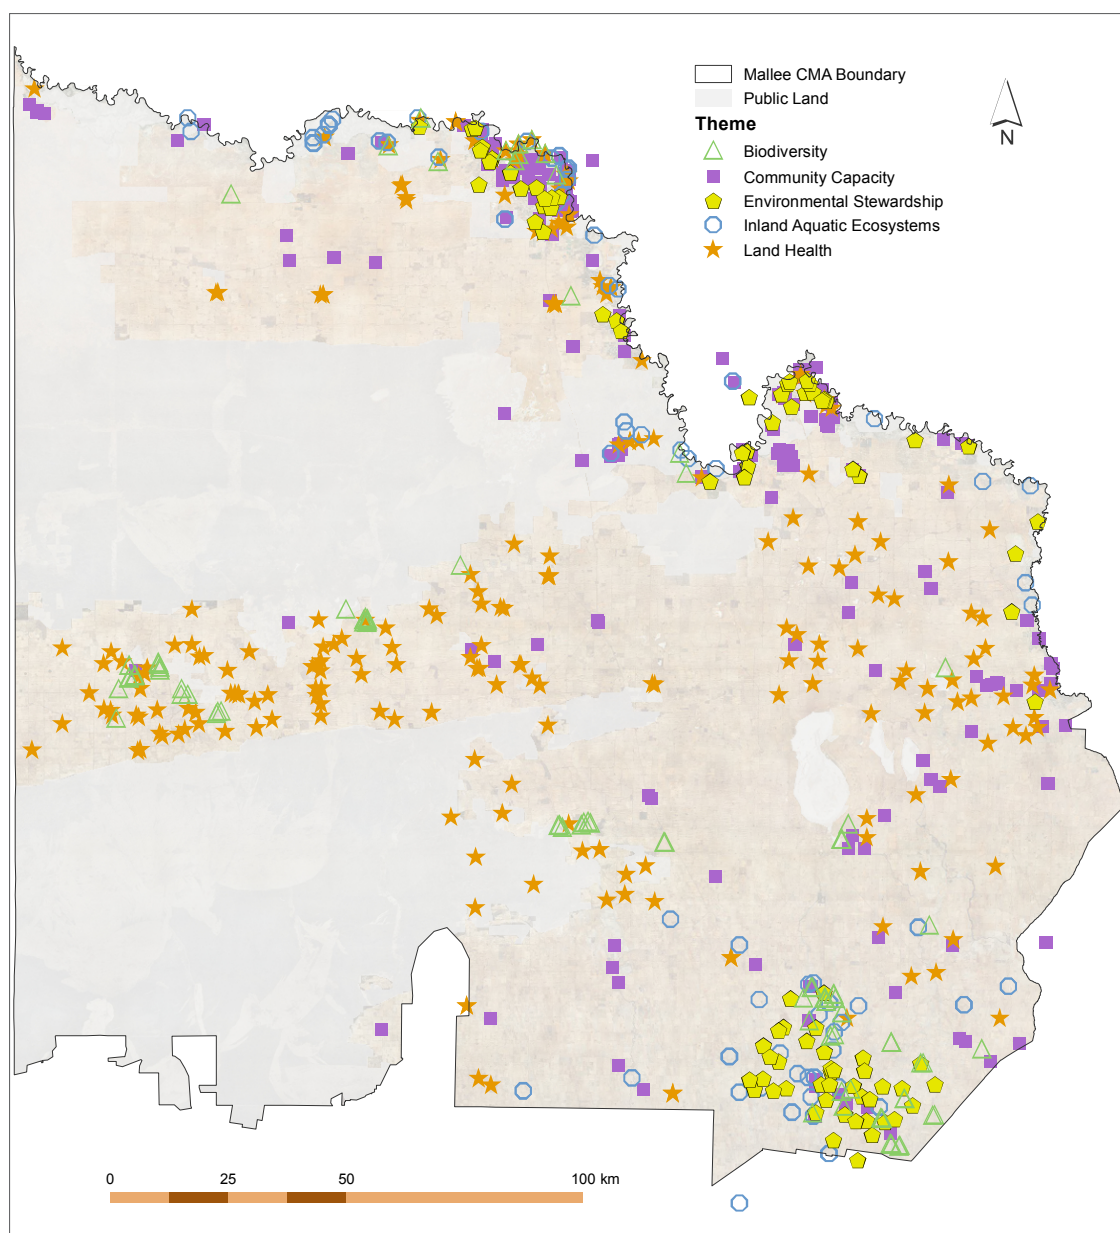 Mallee CMA Boundary
Public Land
Theme
Biodiversity
Community Capacity
Environmental Stewardship
Inland Aquatic Ecosystems
Land Health
N
0 25 50 100 km